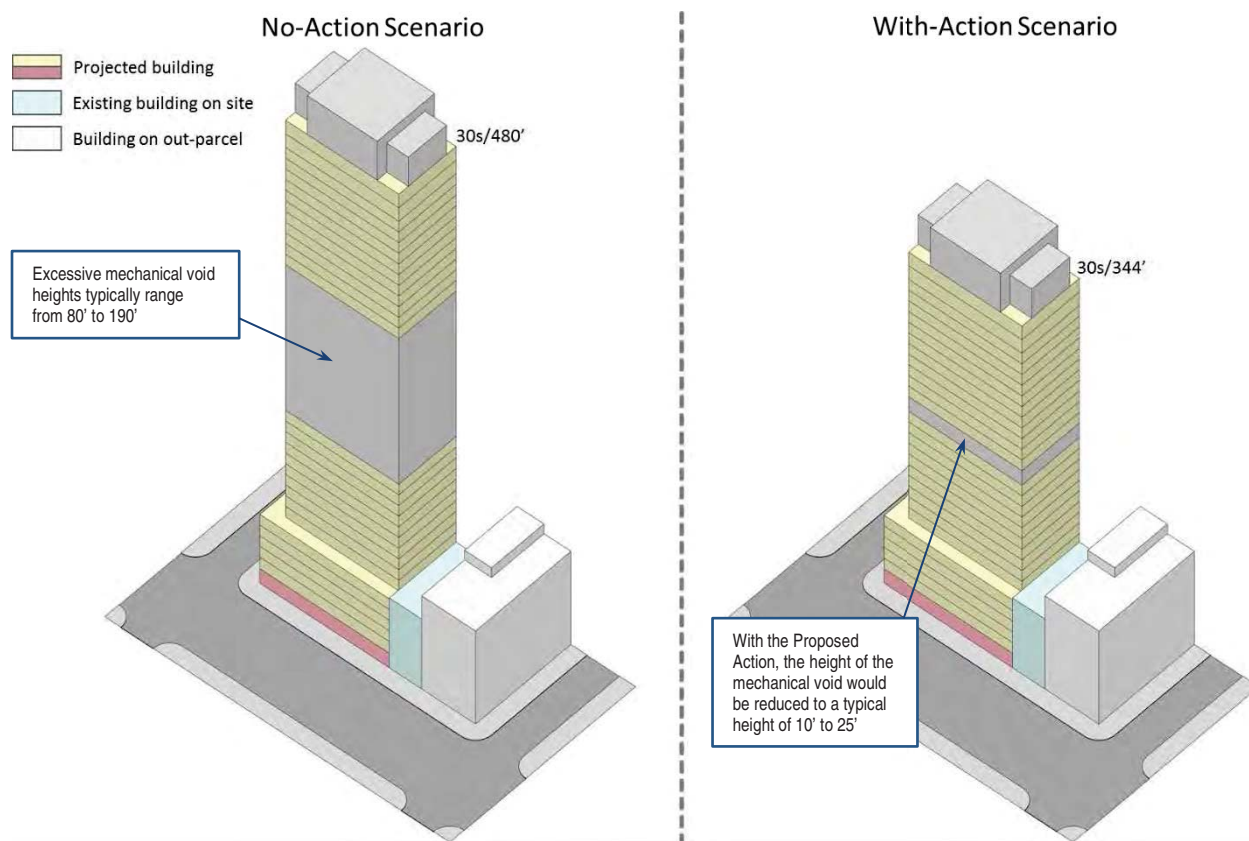 No-Action Scenario
Projected building
Existing building on site
Building on out-parcel
30s/480’
Excessive mechanical void
heights typically range
from 80’ to 190’
With-Action Scenario
30s/344’
With the Proposed
Action, the height of the
mechanical void would
be reduced to a typical
height of 10’ to 25’